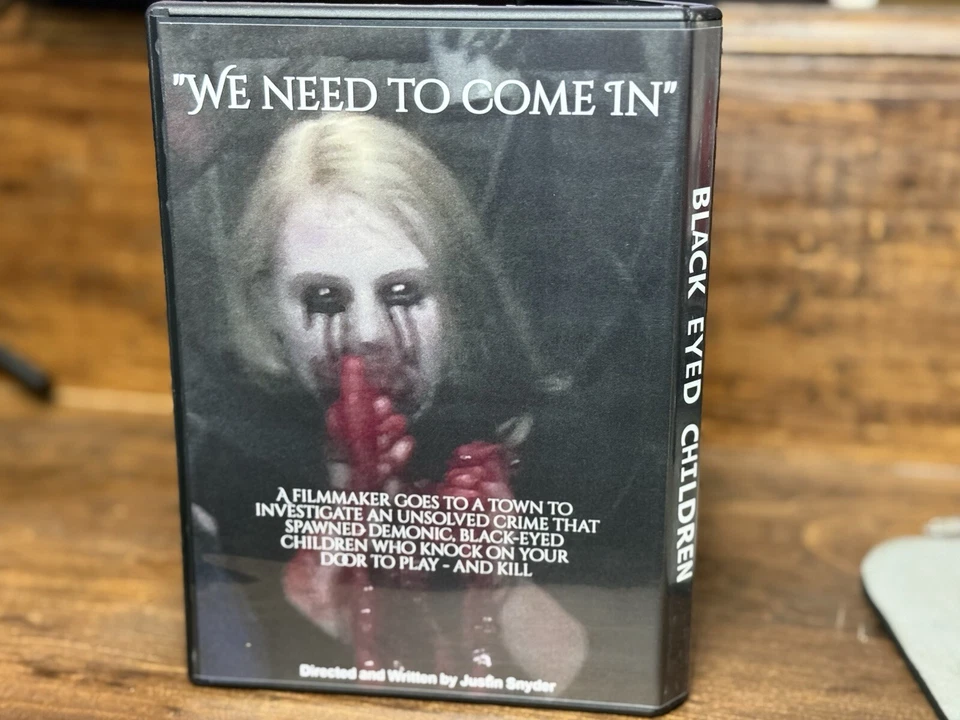 "WE NEED TO COME IN"
A FILMMAKER GOES TO A TOWN TO
INVESTIGATE AN UNSOLVED CRIME THAT
SPAWNED DEMONIC, BLACK-EYED
CHILDREN WHO KNOCK ON YOUR
DOOR TO PLAY - AND KILL
Directed and Written by Justin Snyder
BLACK EYED CHILDREN